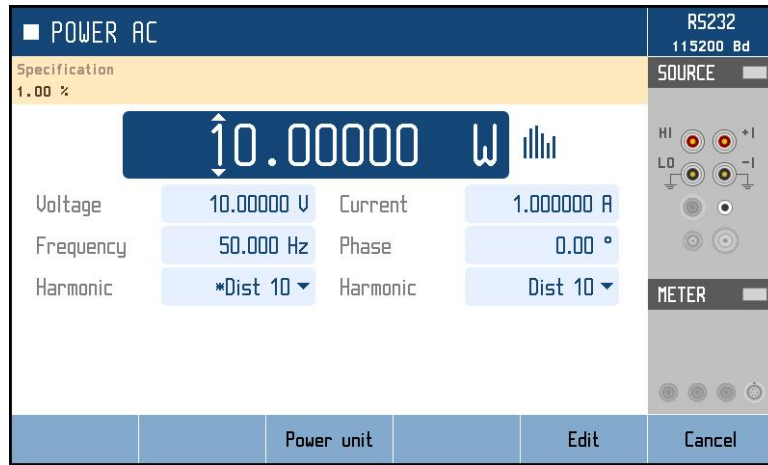 POWER AC
RS232
115200 Bd
Specification
1.00 %
SOURCE
10.00000 W
HI +I
LO -I
Voltage 10.00000 V Current 1.000000 A
Frequency 50.000 Hz Phase 0.00 °
Harmonic *Dist 10 Harmonic Dist 10
METER
Power unit Edit Cancel